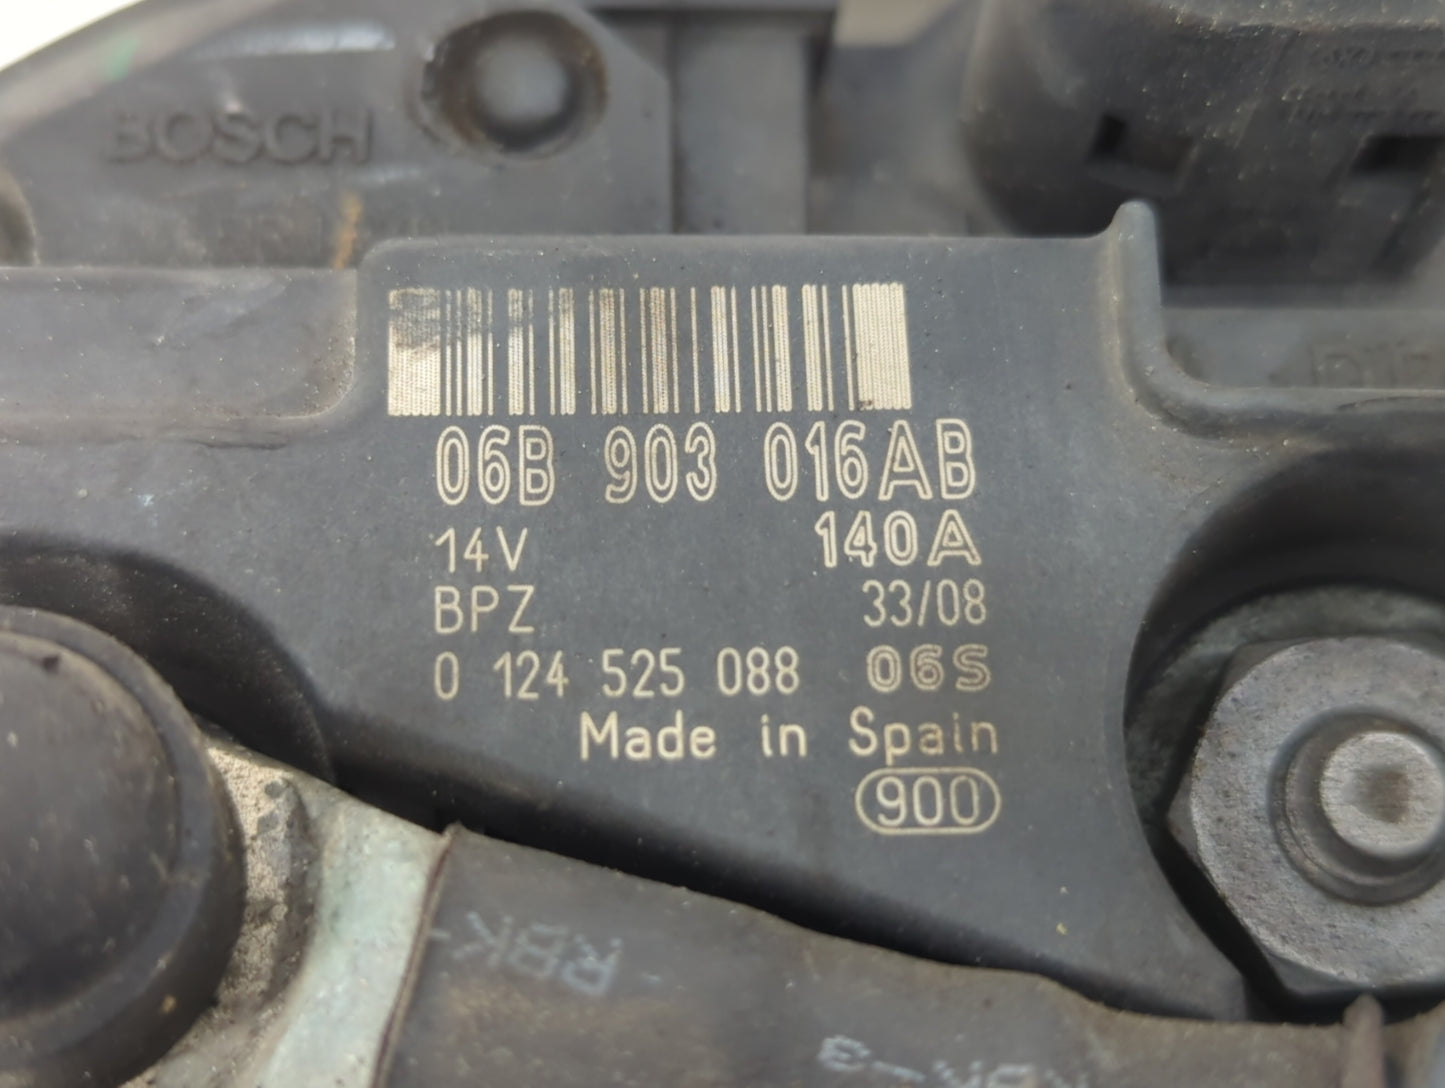 BOSCH
06B 903 016AB
14V 140A
BPZ 33/08
0 124 525 088 06S
Made in Spain
900
RBK-